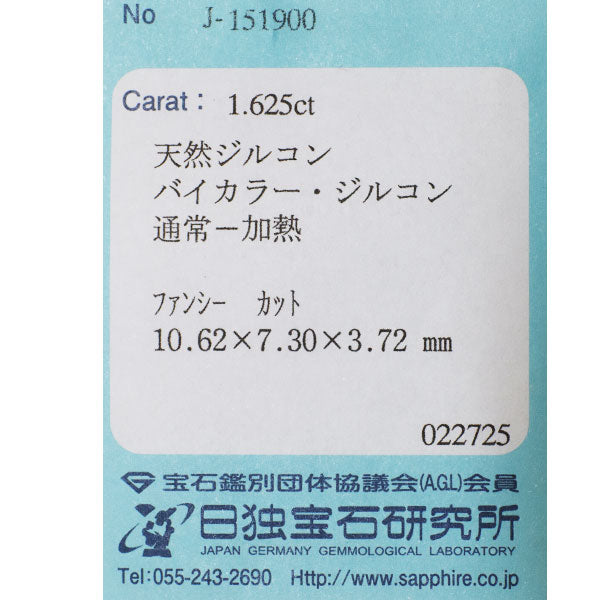 No J-151900
Carat： 1.625ct
天然ジルコン
バイカラー・ジルコン
通常－加熱
ﾌｧﾝｼｰ ｶｯﾄ
10.62×7.30×3.72 mm
022725
宝石鑑別団体協議会(A.G.L)会員
日独宝石研究所
JAPAN GERMANY GEMMOLOGICAL LABORATORY
Tel:055-243-2690 Http://www.sapphire.co.jp